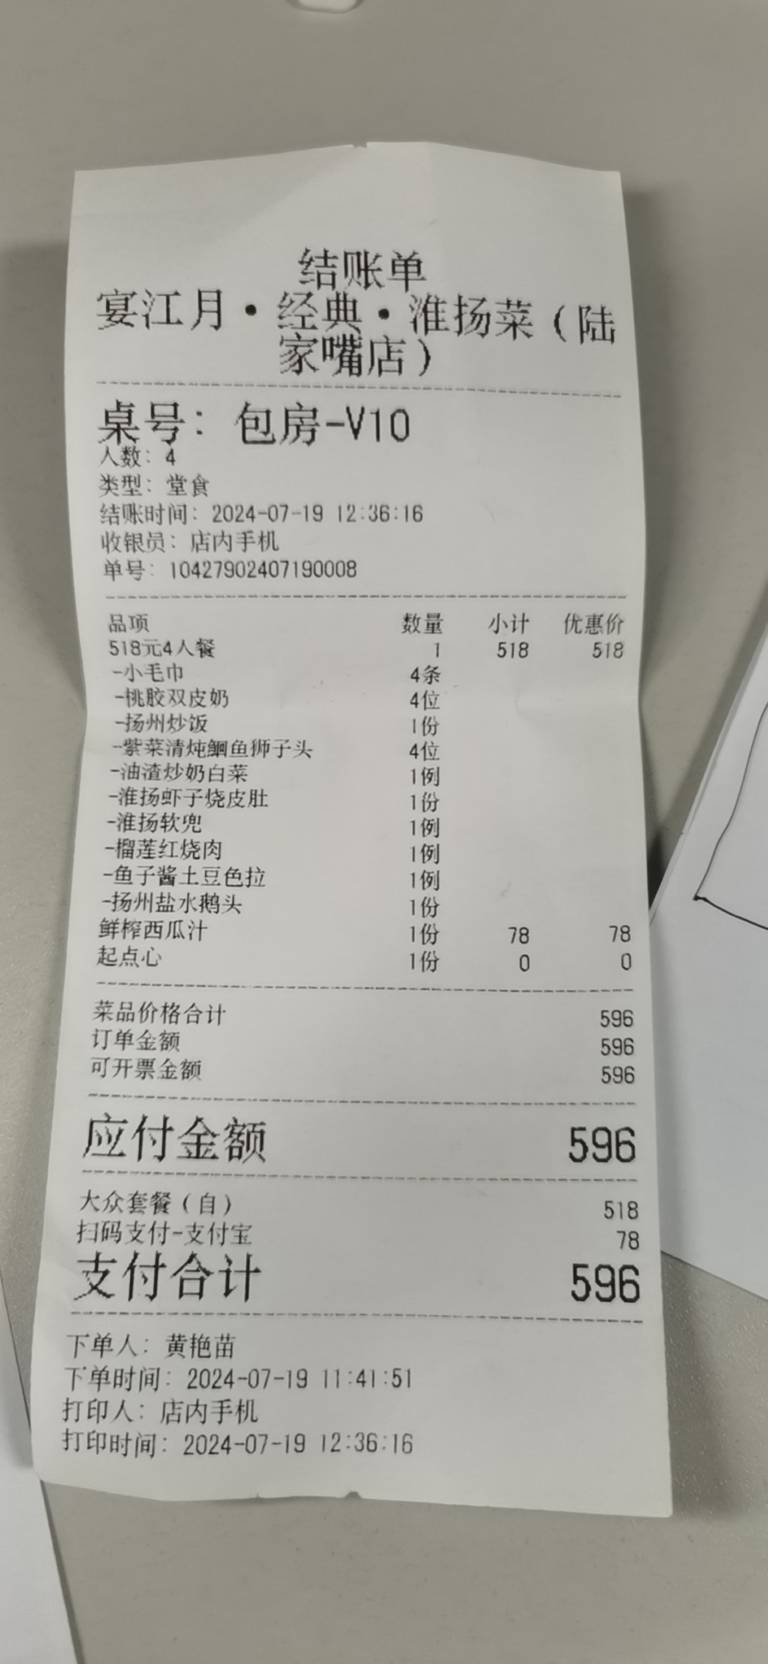 结账单
宴江月·经典·淮扬菜（陆
家嘴店）
桌号：包房-V10
人数：4
类型：堂食
结账时间：2024-07-19 12:36:16
收银员：店内手机
单号：10427902407190008
品项 数量 小计 优惠价
518元4人餐 1 518 518
-小毛巾 4条
-桃胶双皮奶 4位
-扬州炒饭 1份
-紫菜清炖鮰鱼狮子头 4位
-油渣炒奶白菜 1例
-淮扬虾子烧皮肚 1份
-淮扬软兜 1例
-榴莲红烧肉 1例
-鱼子酱土豆色拉 1例
-扬州盐水鹅头 1份
鲜榨西瓜汁 1份 78 78
起点心 1份 0 0
菜品价格合计 596
订单金额 596
可开票金额 596
应付金额 596
大众套餐（自） 518
扫码支付-支付宝 78
支付合计 596
下单人：黄艳苗
下单时间：2024-07-19 11:41:51
打印人：店内手机
打印时间：2024-07-19 12:36:16